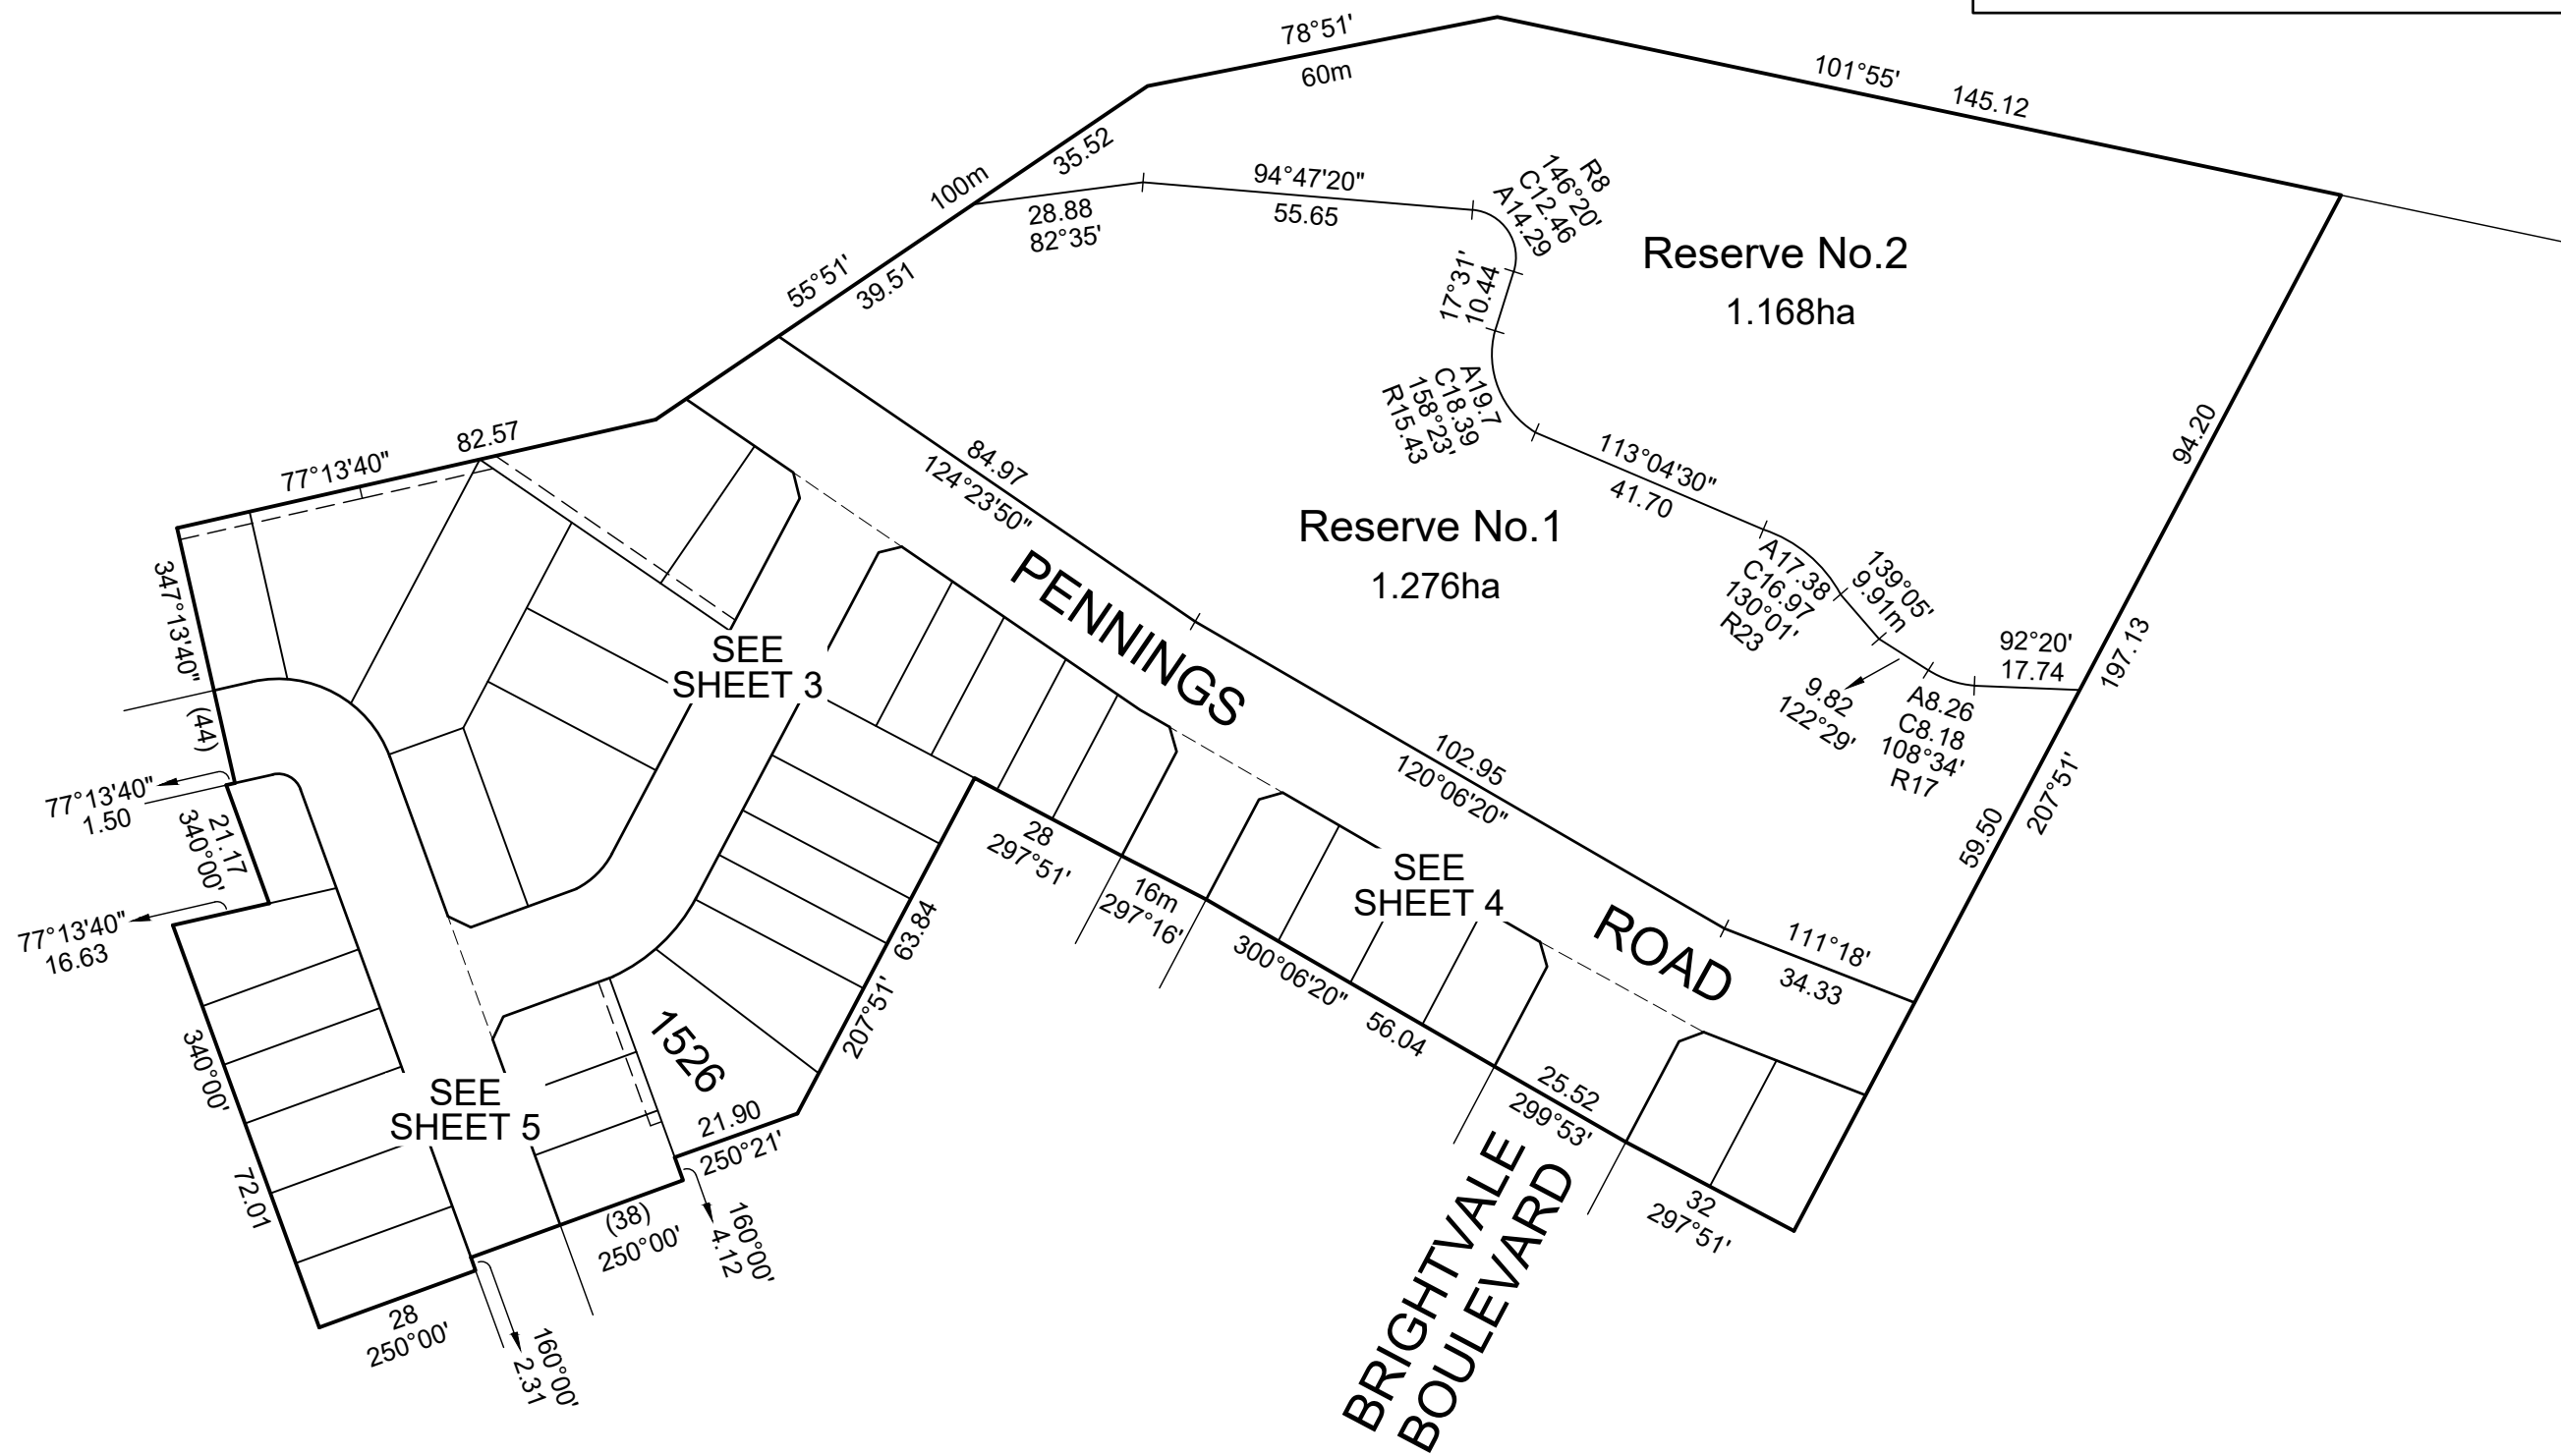 78°51'
60m
101°55'
145.12
100m
35.52
55°51'
39.51
28.88
82°35'
94°47'20"
55.65
R8
146°20'
C12.46
A14.29
17°31'
10.44
Reserve No.2
1.168ha
A19.7
C18.39
158°23'
R15.43
94.20
82.57
77°13'40"
84.97
124°23'50"
113°04'30"
41.70
Reserve No.1
1.276ha
A17.38
C16.97
130°01'
R23
139°05'
9.91m
92°20'
17.74
9.82
122°29'
A8.26
C8.18
108°34'
R17
197.13
207°51'
59.50
347°13'40"
(44)
SEE
SHEET 3
PENNINGS
102.95
120°06'20"
77°13'40"
1.50
21.17
340°00'
77°13'40"
16.63
28
297°51'
16m
297°16'
SEE
SHEET 4
ROAD
111°18'
34.33
300°06'20"
56.04
63.84
207°51'
340°00'
72.01
SEE
SHEET 5
1526
21.90
250°21'
25.52
299°53'
32
297°51'
(38)
250°00'
160°00'
4.12
28
250°00'
160°00'
2.31
BRIGHTVALE
BOULEVARD